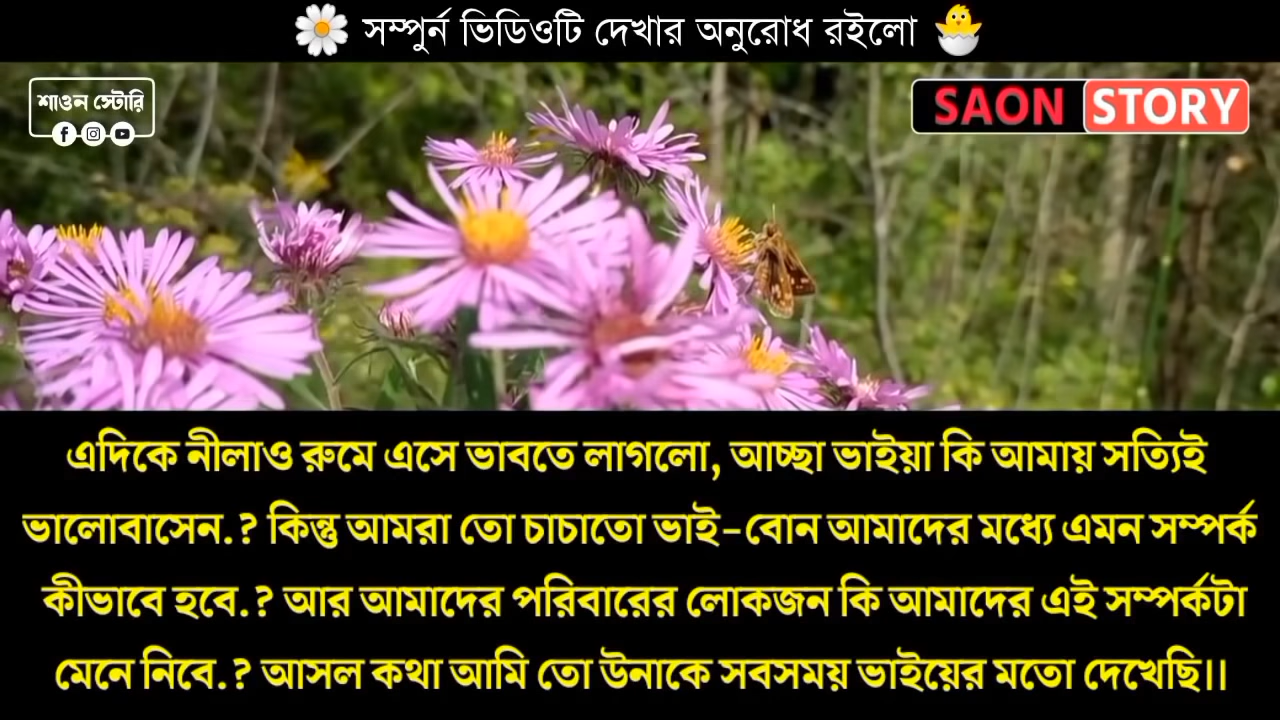 🌼 সম্পুর্ন ভিডিওটি দেখার অনুরোধ রইলো 🐣
শাওন স্টোরি
SAON STORY
এদিকে নীলাও রুমে এসে ভাবতে লাগলো, আচ্ছা ভাইয়া কি আমায় সত্যিই
ভালোবাসেন.? কিন্তু আমরা তো চাচাতো ভাই-বোন আমাদের মধ্যে এমন সম্পর্ক
কীভাবে হবে.? আর আমাদের পরিবারের লোকজন কি আমাদের এই সম্পর্কটা
মেনে নিবে.? আসল কথা আমি তো উনাকে সবসময় ভাইয়ের মতো দেখেছি।।